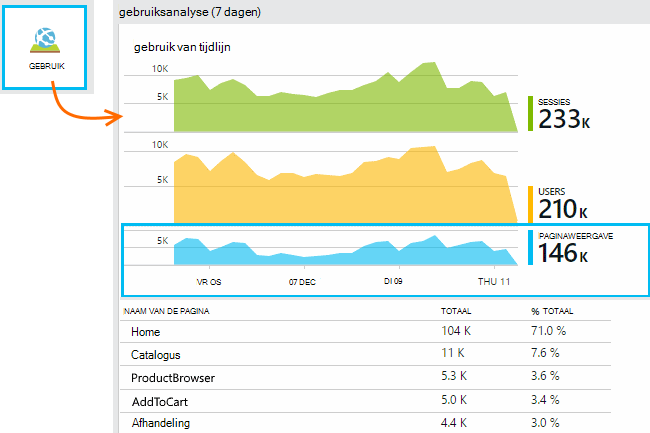 gebruiksanalyse (7 dagen)
GEBRUIK
gebruik van tijdlijn
10K
5K
SESSIES
233K
10K
5K
USERS
210K
5K
PAGINAWEERGAVE
146K
VR OS 07 DEC DI 09 THU 11
NAAM VAN DE PAGINA TOTAAL % TOTAAL
Home 104 K 71.0 %
Catalogus 11 K 7.6 %
ProductBrowser 5.3 K 3.6 %
AddToCart 5.0 K 3.4 %
Afhandeling 4.4 K 3.0 %